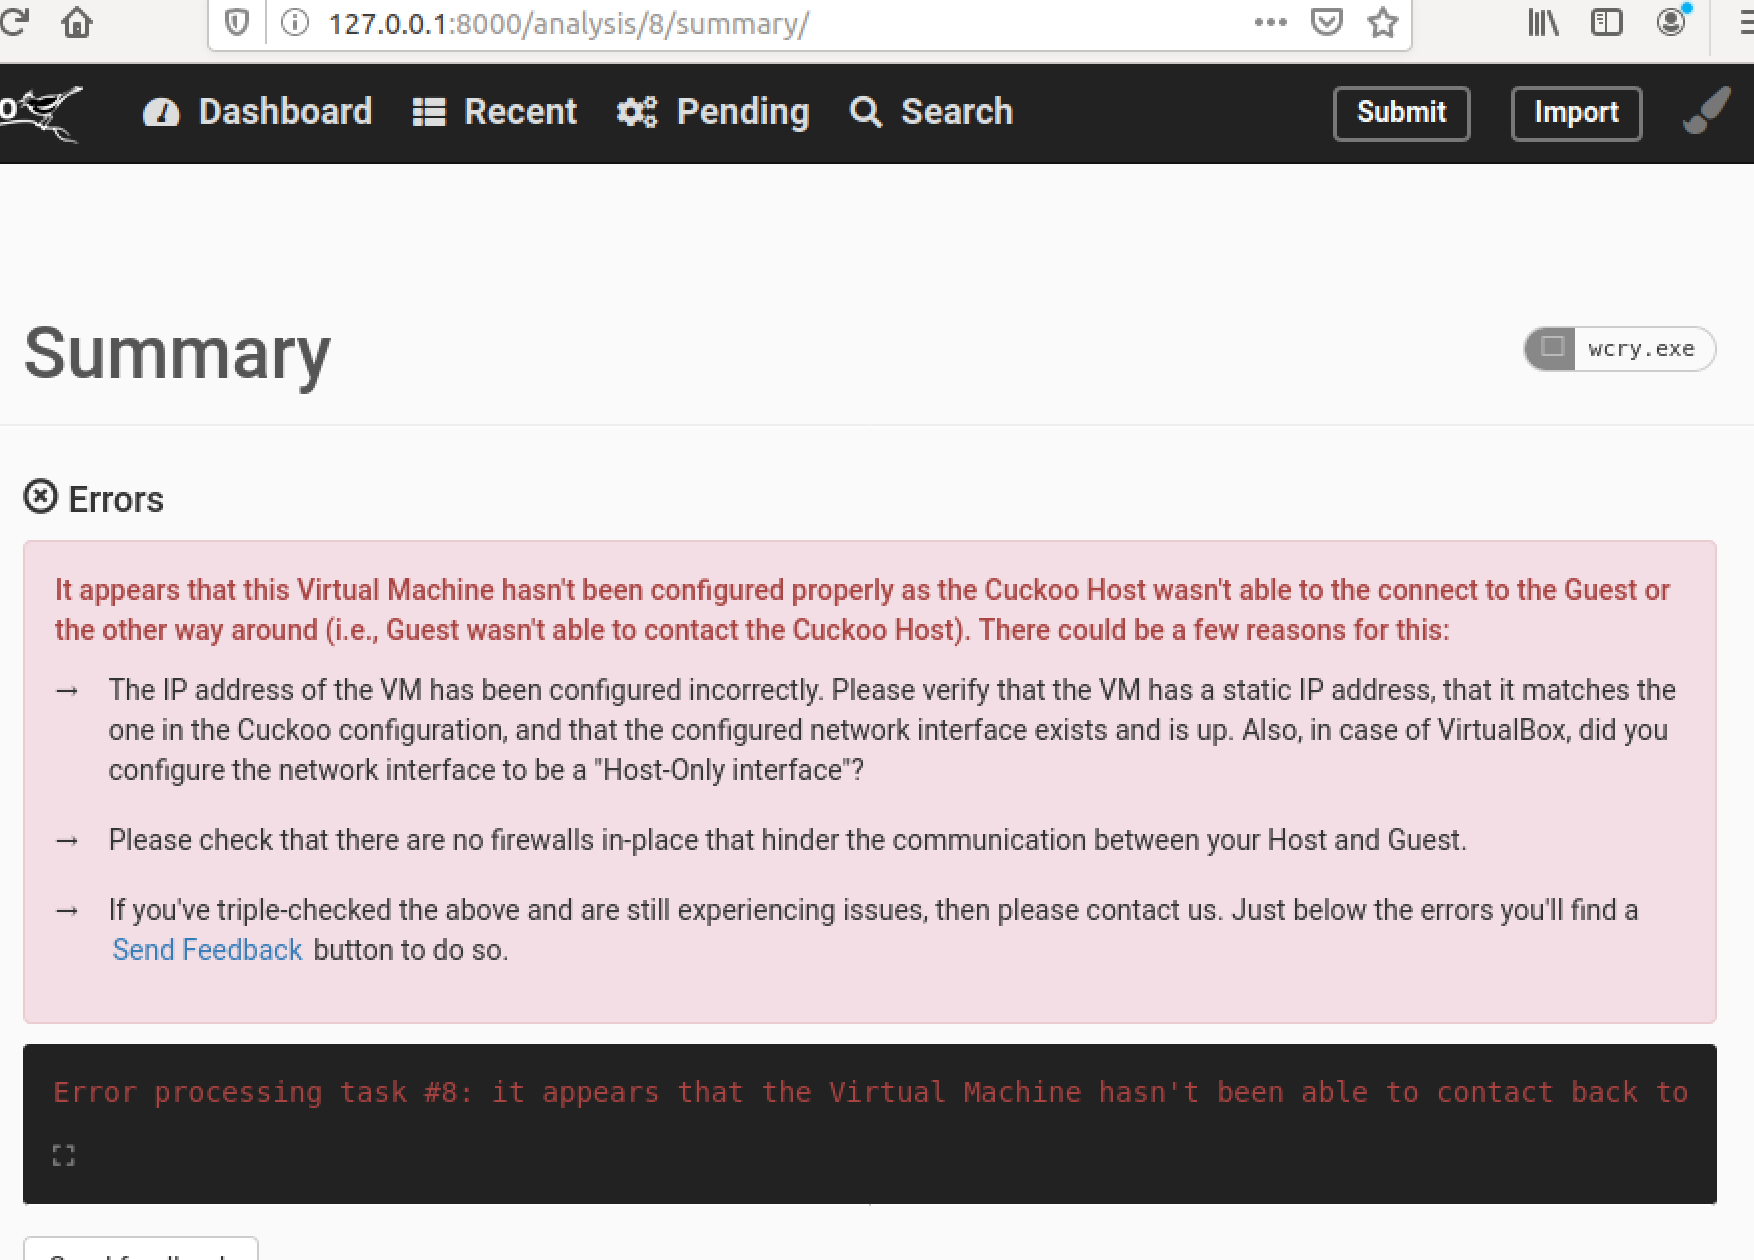 127.0.0.1:8000/analysis/8/summary/
Dashboard Recent Pending Search Submit Import
Summary
wcry.exe
Errors
It appears that this Virtual Machine hasn't been configured properly as the Cuckoo Host wasn't able to the connect to the Guest or
the other way around (i.e., Guest wasn't able to contact the Cuckoo Host). There could be a few reasons for this:
→ The IP address of the VM has been configured incorrectly. Please verify that the VM has a static IP address, that it matches the
one in the Cuckoo configuration, and that the configured network interface exists and is up. Also, in case of VirtualBox, did you
configure the network interface to be a "Host-Only interface"?
→ Please check that there are no firewalls in-place that hinder the communication between your Host and Guest.
→ If you've triple-checked the above and are still experiencing issues, then please contact us. Just below the errors you'll find a
Send Feedback button to do so.
Error processing task #8: it appears that the Virtual Machine hasn't been able to contact back to